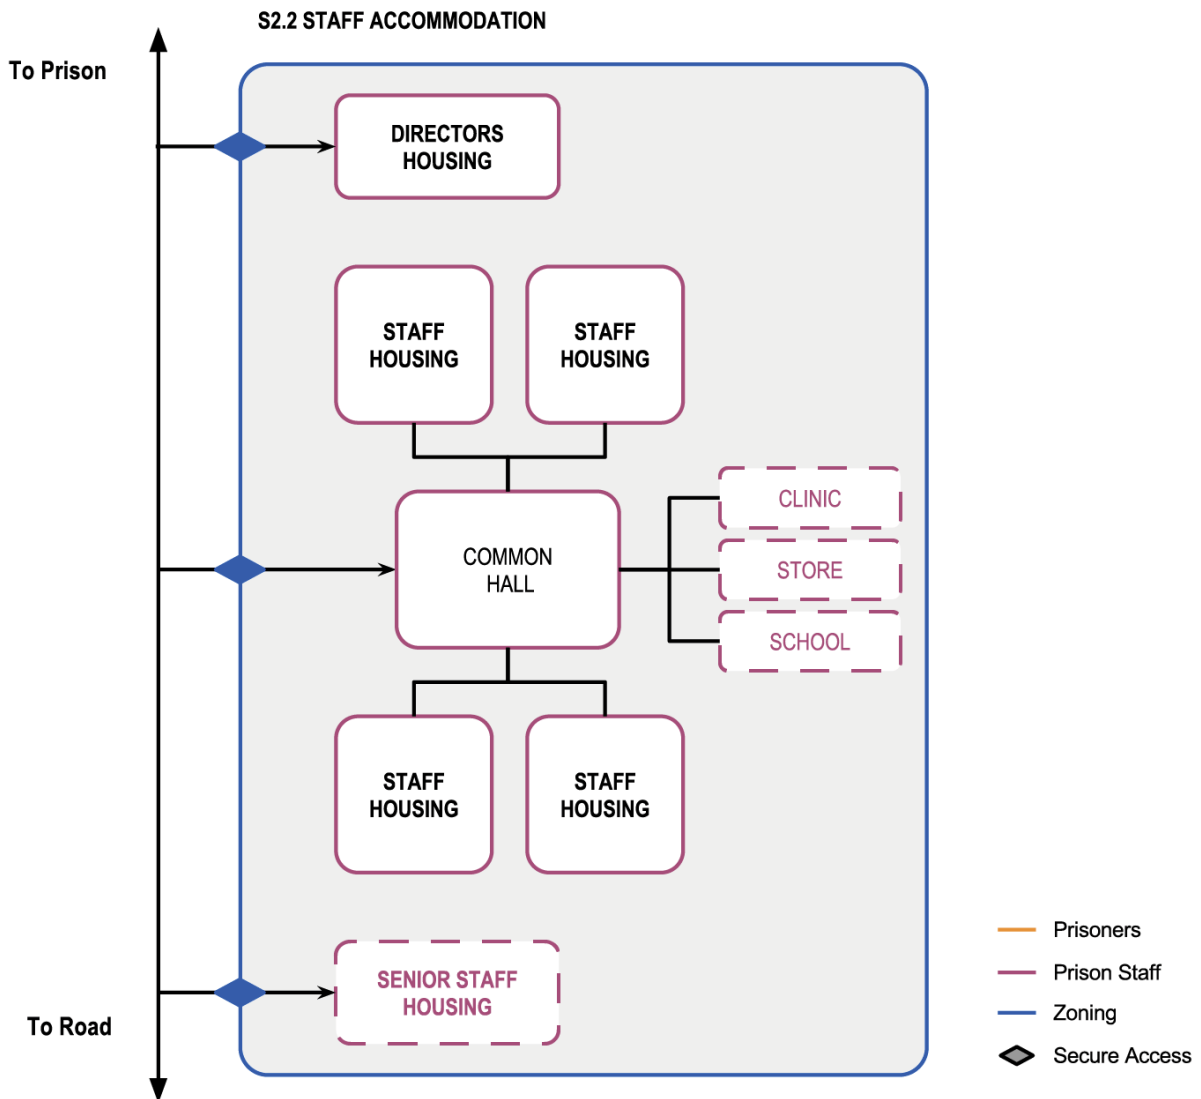 S2.2 STAFF ACCOMMODATION
To Prison
DIRECTORS
HOUSING
STAFF
HOUSING
STAFF
HOUSING
CLINIC
COMMON
HALL
STORE
SCHOOL
STAFF
HOUSING
STAFF
HOUSING
Prisoners
SENIOR STAFF
HOUSING
Prison Staff
To Road
Zoning
Secure Access